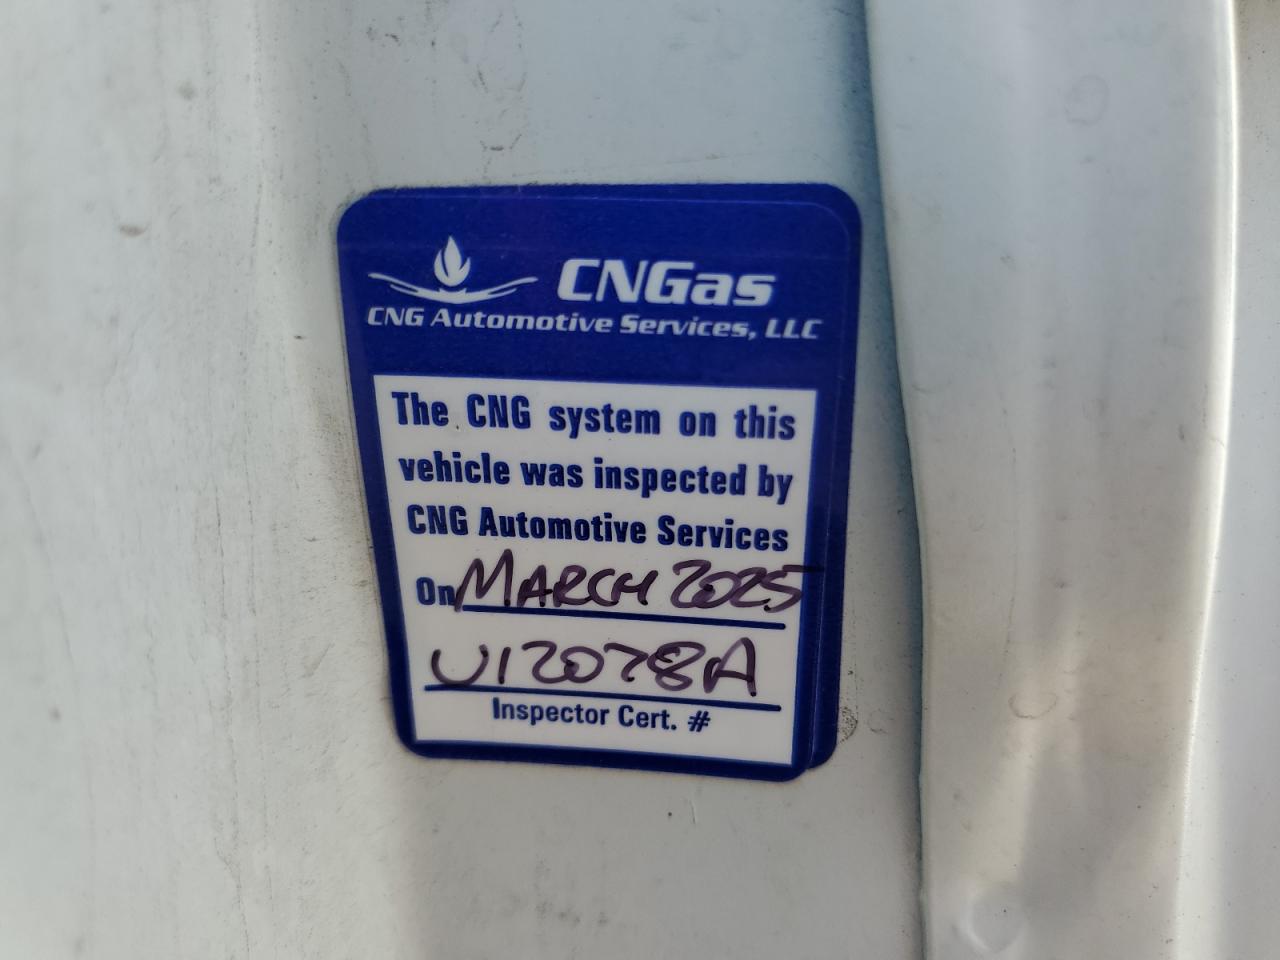 CNGas
CNG Automotive Services, LLC
The CNG system on this
vehicle was inspected by
CNG Automotive Services
On MARCH 2025
U12078A
Inspector Cert. #